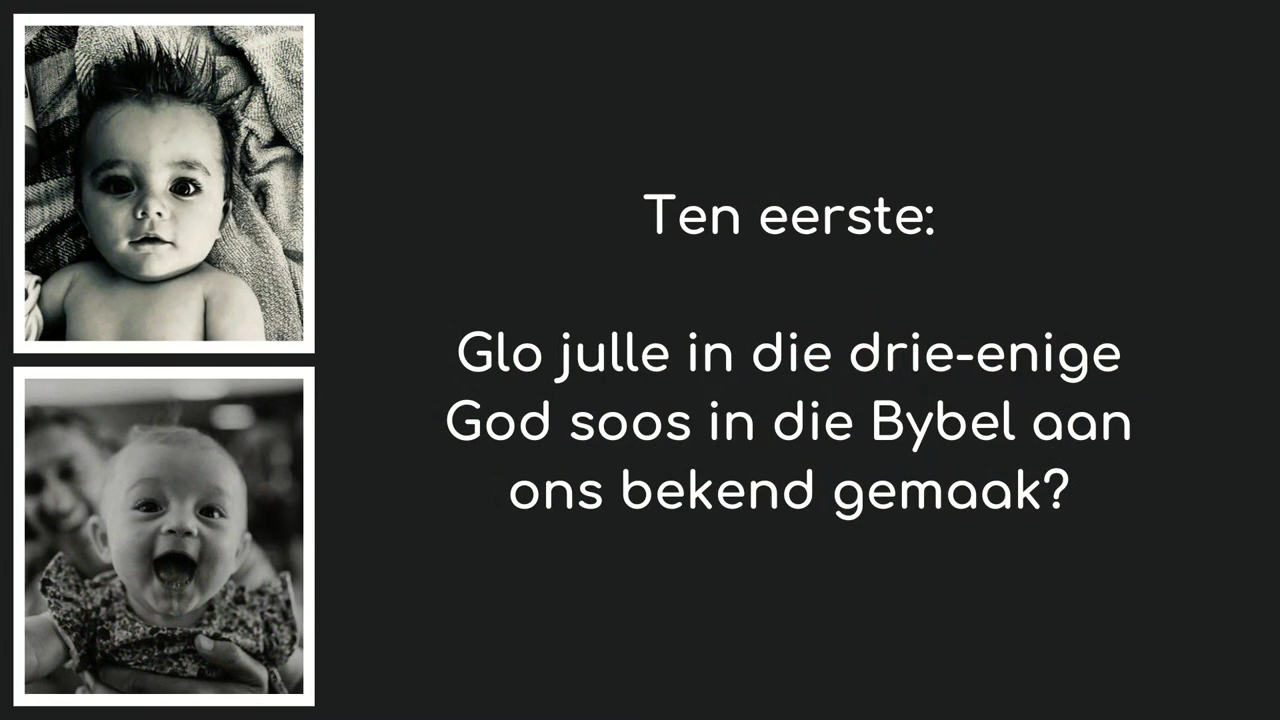 Ten eerste:
Glo julle in die drie-enige
God soos in die Bybel aan
ons bekend gemaak?